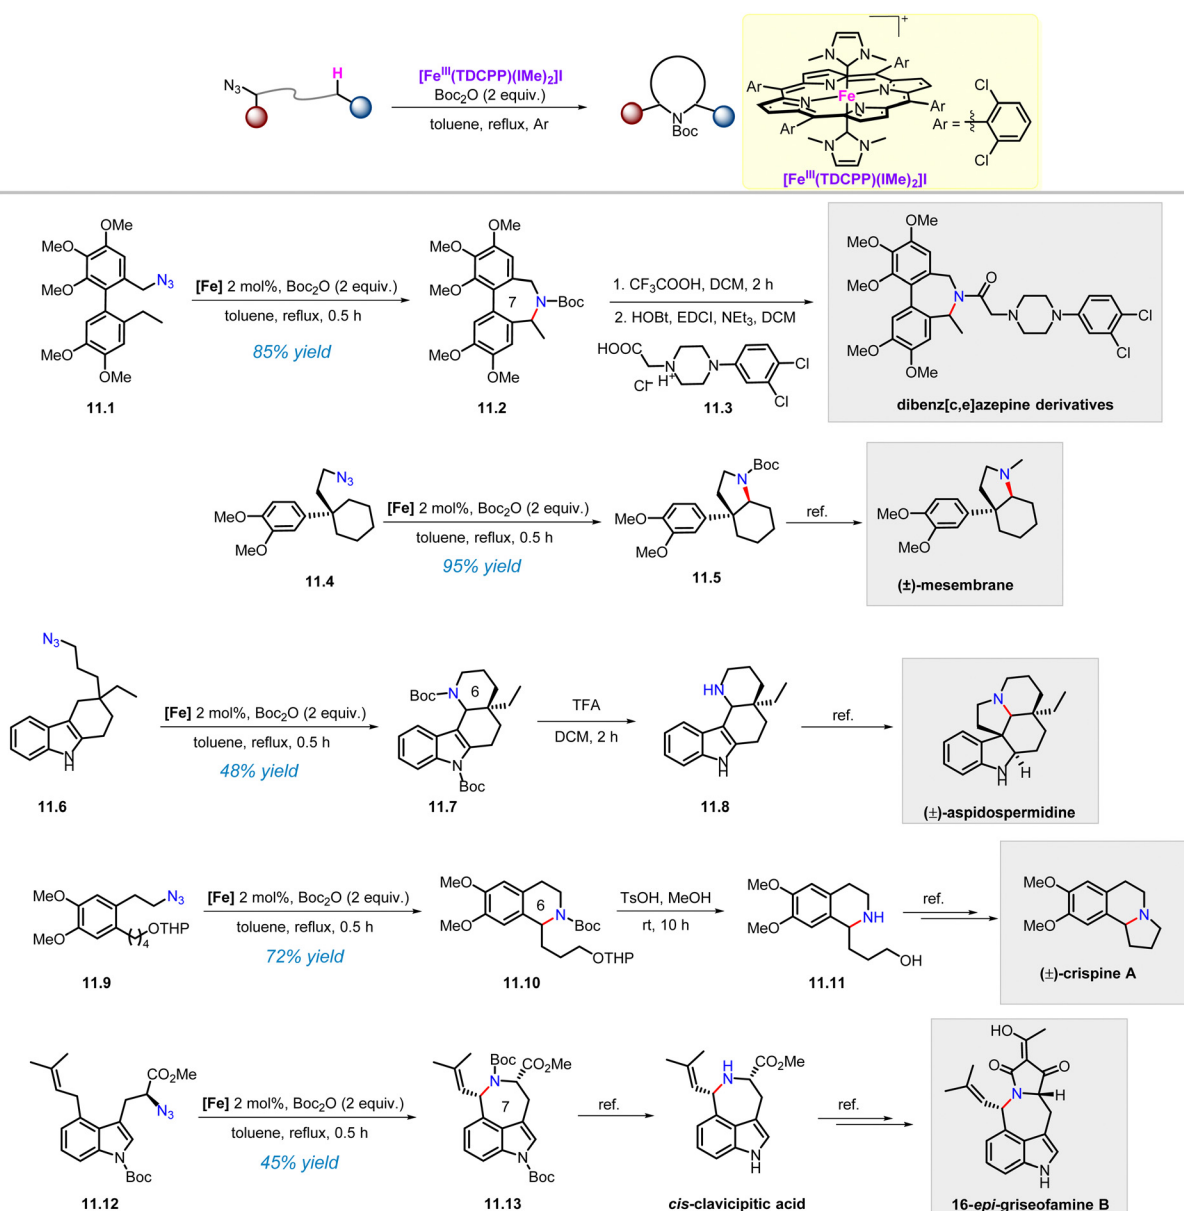 [Fe^III(TDCPP)(IMe)2]I
Boc2O (2 equiv.)
toluene, reflux, Ar
N3
H
N
Boc
+
N
N
Ar
Ar
N
N
Fe
N
N
Ar
Ar
N
N
Ar =
Cl
Cl
[Fe^III(TDCPP)(IMe)2]I
OMe
MeO
MeO
N3
MeO
OMe
11.1
[Fe] 2 mol%, Boc2O (2 equiv.)
toluene, reflux, 0.5 h
85% yield
OMe
MeO
MeO
7
N
Boc
MeO
OMe
11.2
1. CF3COOH, DCM, 2 h
2. HOBt, EDCI, NEt3, DCM
HOOC
N
H+
Cl−
N
Cl
Cl
11.3
OMe
MeO
MeO
O
N
N
N
Cl
Cl
MeO
OMe
dibenz[c,e]azepine derivatives
N3
MeO
OMe
11.4
[Fe] 2 mol%, Boc2O (2 equiv.)
toluene, reflux, 0.5 h
95% yield
Boc
N
MeO
MeO
11.5
ref.
N
MeO
OMe
(±)-mesembrane
N3
N
H
11.6
[Fe] 2 mol%, Boc2O (2 equiv.)
toluene, reflux, 0.5 h
48% yield
Boc
N
6
N
Boc
11.7
TFA
DCM, 2 h
HN
N
H
11.8
ref.
N
N
H
H
(±)-aspidospermidine
N3
MeO
MeO
( )4
OTHP
11.9
[Fe] 2 mol%, Boc2O (2 equiv.)
toluene, reflux, 0.5 h
72% yield
MeO
MeO
6
N
Boc
OTHP
11.10
TsOH, MeOH
rt, 10 h
MeO
MeO
NH
OH
11.11
ref.
MeO
MeO
N
(±)-crispine A
CO2Me
N3
N
Boc
11.12
[Fe] 2 mol%, Boc2O (2 equiv.)
toluene, reflux, 0.5 h
45% yield
Boc
CO2Me
N
7
N
Boc
11.13
ref.
H
N
CO2Me
N
H
cis-clavicipitic acid
ref.
HO
O
O
N
H
N
H
16-epi-griseofamine B